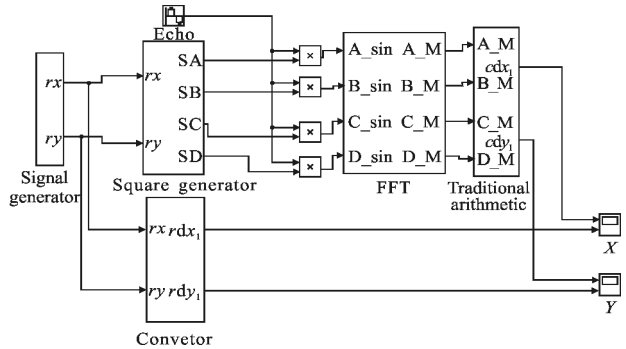 Echo
rx
ry
Signal
generator
rx
ry
SA
SB
SC
SD
Square generator
×
×
×
×
A_sin A_M
B_sin B_M
C_sin C_M
D_sin D_M
FFT
A_M
cdx1
B_M
C_M
cdy1
D_M
Traditional
arithmetic
rx rdx1
ry rdy1
Convetor
X
Y